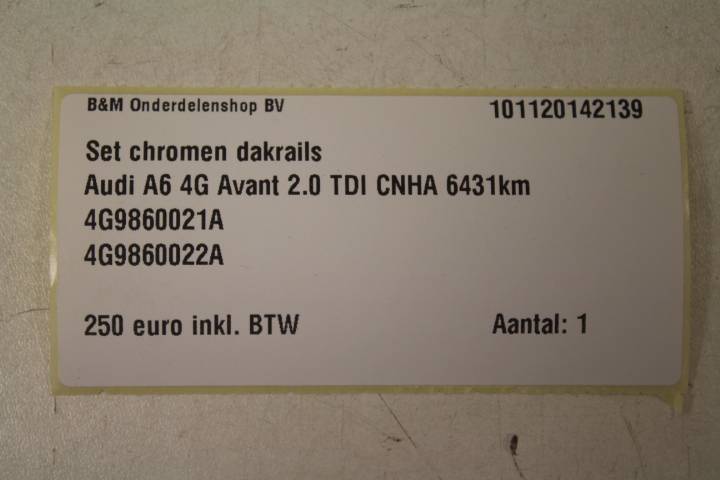 B&M Onderdelenshop BV 101120142139
Set chromen dakrails
Audi A6 4G Avant 2.0 TDI CNHA 6431km
4G9860021A
4G9860022A
250 euro inkl. BTW Aantal: 1